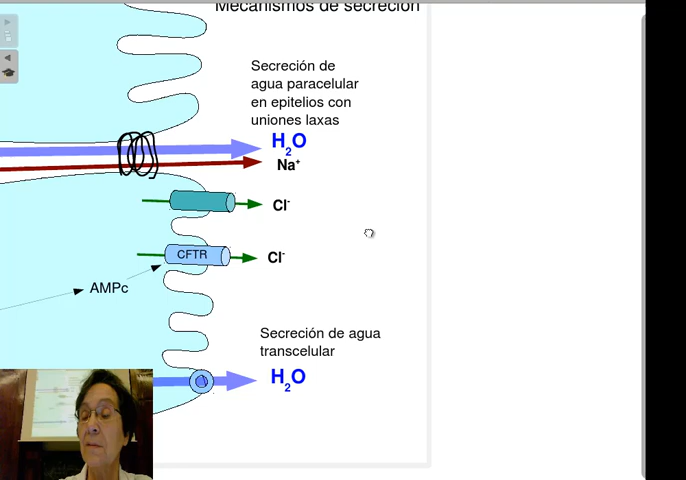 Mecanismos de secreción
Secreción de
agua paracelular
en epitelios con
uniones laxas
H2O
Na+
Cl-
CFTR
Cl-
AMPc
Secreción de agua
transcelular
H2O